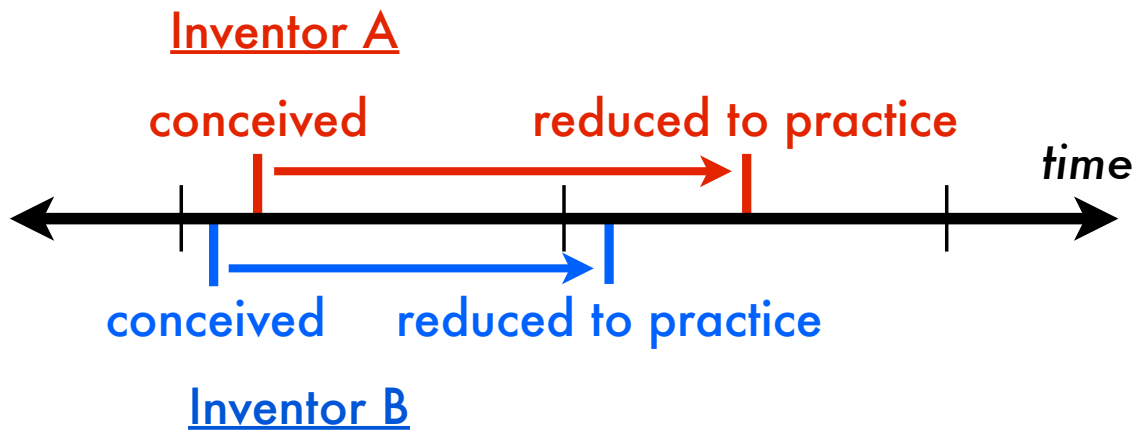 Inventor A
conceived reduced to practice
time
conceived reduced to practice
Inventor B